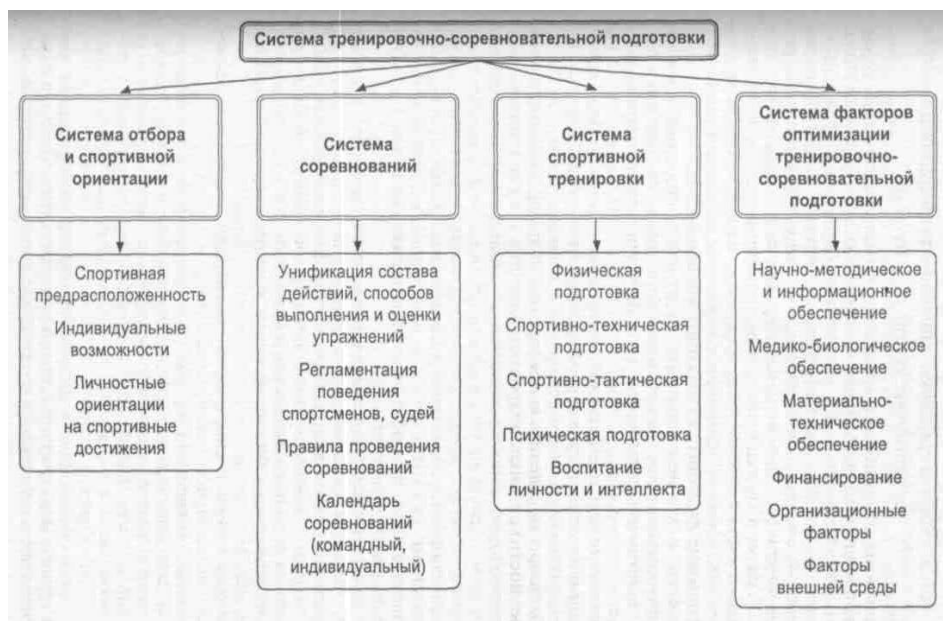 Система тренировочно-соревновательной подготовки
Система отбора
и спортивной
ориентации
Система
соревнований
Система
спортивной
тренировки
Система факторов
оптимизации
тренировочно-
соревновательной
подготовки
Спортивная
предрасположенность
Индивидуальные
возможности
Личностные
ориентации
на спортивные
достижения
Унификация состава
действий, способов
выполнения и оценки
упражнений
Регламентация
поведения
спортсменов, судей
Правила проведения
соревнований
Календарь
соревнований
(командный,
индивидуальный)
Физическая
подготовка
Спортивно-техническая
подготовка
Спортивно-тактическая
подготовка
Психическая подготовка
Воспитание
личности и интеллекта
Научно-методическое
и информационное
обеспечение
Медико-биологическое
обеспечение
Материально-
техническое
обеспечение
Финансирование
Организационные
факторы
Факторы
внешней среды